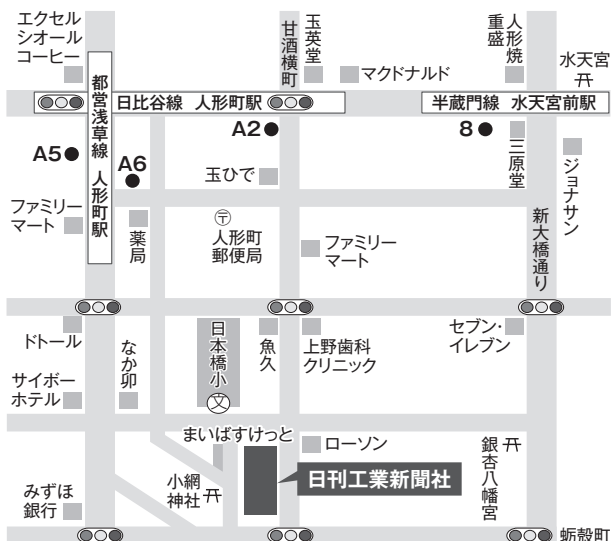 エクセル
シオール
コーヒー
甘酒横町
玉英堂
マクドナルド
人形焼
重盛
水天宮
都営浅草線 人形町駅
日比谷線 人形町駅
半蔵門線 水天宮前駅
A5
A6
A2
8
三原堂
ジョナサン
玉ひで
ファミリー
マート
薬局
〒
人形町
郵便局
ファミリー
マート
新大橋通り
ドトール
なか卯
日本橋小
文
魚久
上野歯科
クリニック
セブン・
イレブン
サイボー
ホテル
まいばすけっと
ローソン
銀杏八幡宮
小網
神社
日刊工業新聞社
みずほ
銀行
蛎殻町